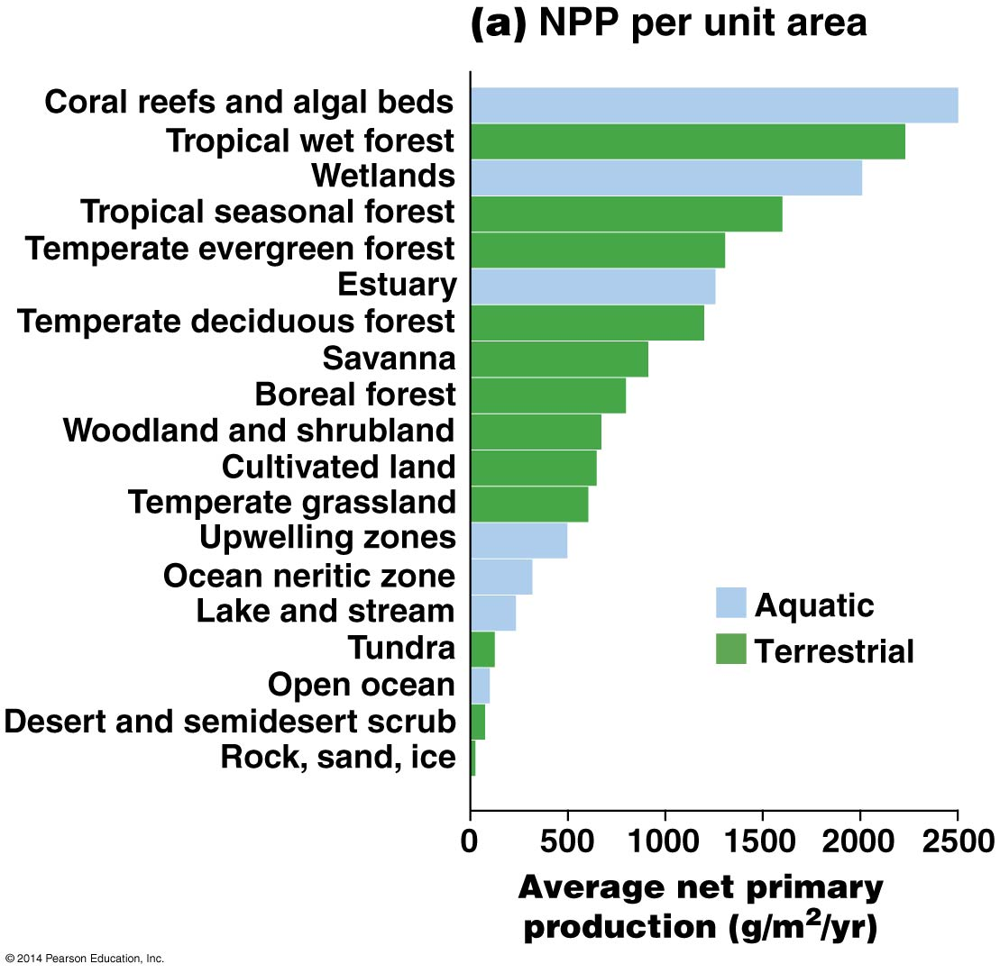 (a) NPP per unit area
Coral reefs and algal beds
Tropical wet forest
Wetlands
Tropical seasonal forest
Temperate evergreen forest
Estuary
Temperate deciduous forest
Savanna
Boreal forest
Woodland and shrubland
Cultivated land
Temperate grassland
Upwelling zones
Ocean neritic zone
Lake and stream
Tundra
Open ocean
Desert and semidesert scrub
Rock, sand, ice
Aquatic
Terrestrial
0 500 1000 1500 2000 2500
Average net primary
production (g/m²/yr)
© 2014 Pearson Education, Inc.